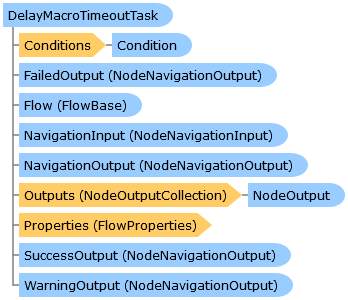 DelayMacroTimeoutTask
Conditions Condition
FailedOutput (NodeNavigationOutput)
Flow (FlowBase)
NavigationInput (NodeNavigationInput)
NavigationOutput (NodeNavigationOutput)
Outputs (NodeOutputCollection) NodeOutput
Properties (FlowProperties)
SuccessOutput (NodeNavigationOutput)
WarningOutput (NodeNavigationOutput)